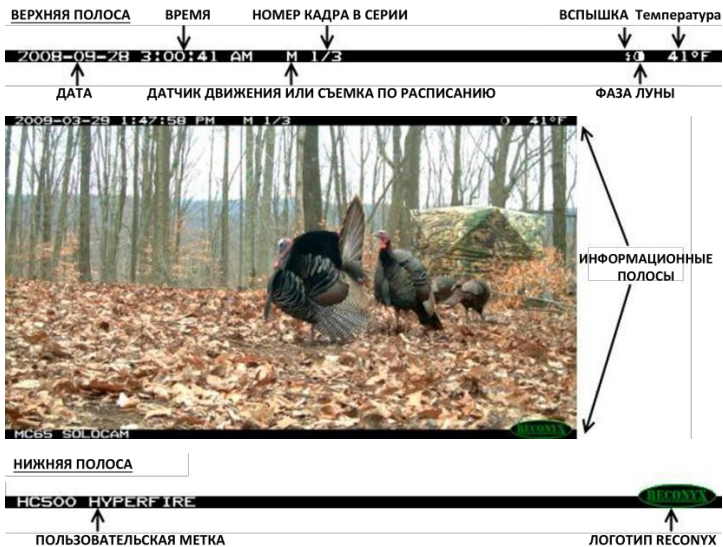 ВЕРХНЯЯ ПОЛОСА ВРЕМЯ НОМЕР КАДРА В СЕРИИ ВСПЫШКА Температура
2008-09-28 3:00:41 AM M 1/3 41°F
ДАТА ДАТЧИК ДВИЖЕНИЯ ИЛИ СЪЕМКА ПО РАСПИСАНИЮ ФАЗА ЛУНЫ
2009-03-29 1:47:58 PM M 1/3 41°F
ИНФОРМАЦИОННЫЕ
ПОЛОСЫ
MC65 SOLOCAM RECONYX
НИЖНЯЯ ПОЛОСА
HC500 HYPERFIRE RECONYX
ПОЛЬЗОВАТЕЛЬСКАЯ МЕТКА ЛОГОТИП RECONYX